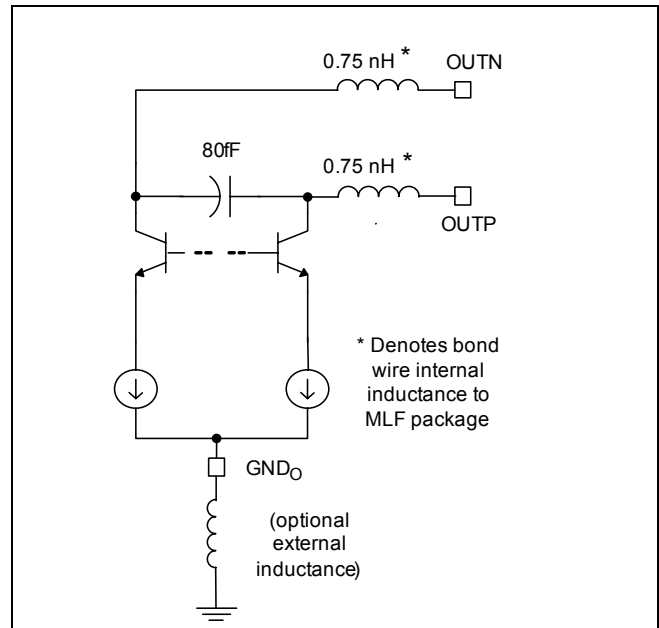 0.75 nH *
OUTN
80fF
0.75 nH *
OUTP
* Denotes bond
wire internal
inductance to
MLF package
GNDO
(optional
external
inductance)